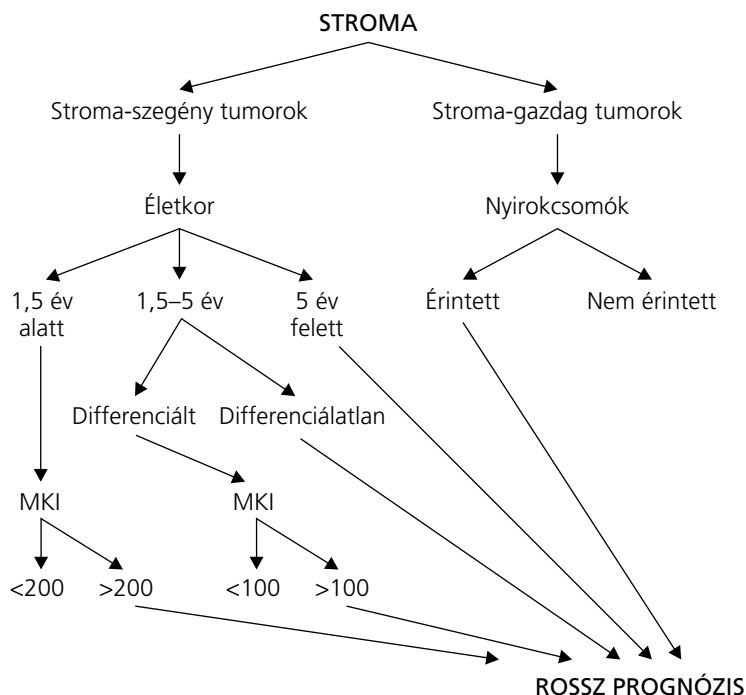 STROMA
Stroma-szegény tumorok
Stroma-gazdag tumorok
Életkor
Nyirokcsomók
1,5 év
alatt
1,5–5 év
5 év
felett
Érintett
Nem érintett
Differenciált
Differenciálatlan
MKI
MKI
<200
>200
<100
>100
ROSSZ PROGNÓZIS